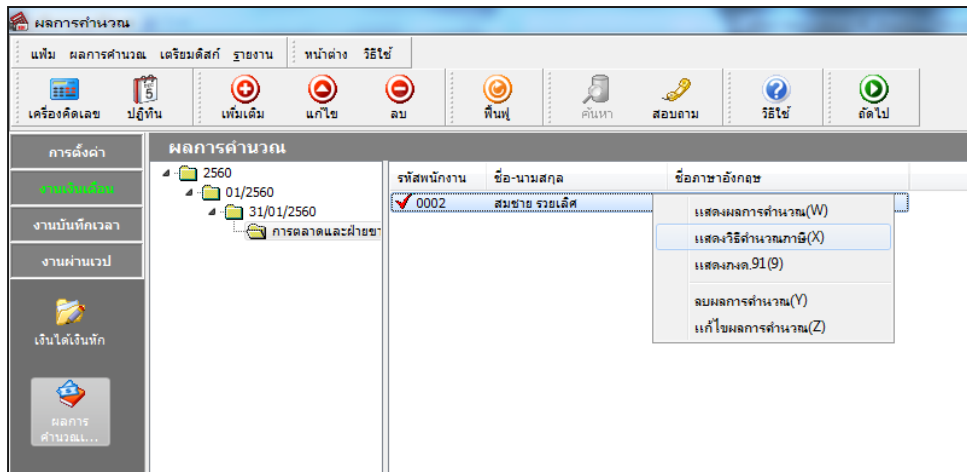 ผลการคำนวณ
แฟ้ม ผลการคำนวณ เตรียมดิสก์ รายงาน หน้าต่าง วิธีใช้
5
เครื่องคิดเลข ปฏิทิน เพิ่มเติม แก้ไข ลบ ฟื้นฟู ค้นหา สอบถาม วิธีใช้ ถัดไป
การตั้งค่า
งานเงินเดือน
งานบันทึกเวลา
งานผ่านเวป
เงินได้เงินหัก
ผลการ
คำนวณเ...
ผลการคำนวณ
2560
01/2560
31/01/2560
การตลาดและฝ่ายขา
รหัสพนักงาน ชื่อ-นามสกุล ชื่อภาษาอังกฤษ
0002 สมชาย รวยเลิศ
แสดงผลการคำนวณ(W)
แสดงวิธีคำนวณภาษี(X)
แสดงภงด.91(9)
ลบผลการคำนวณ(Y)
แก้ไขผลการคำนวณ(Z)